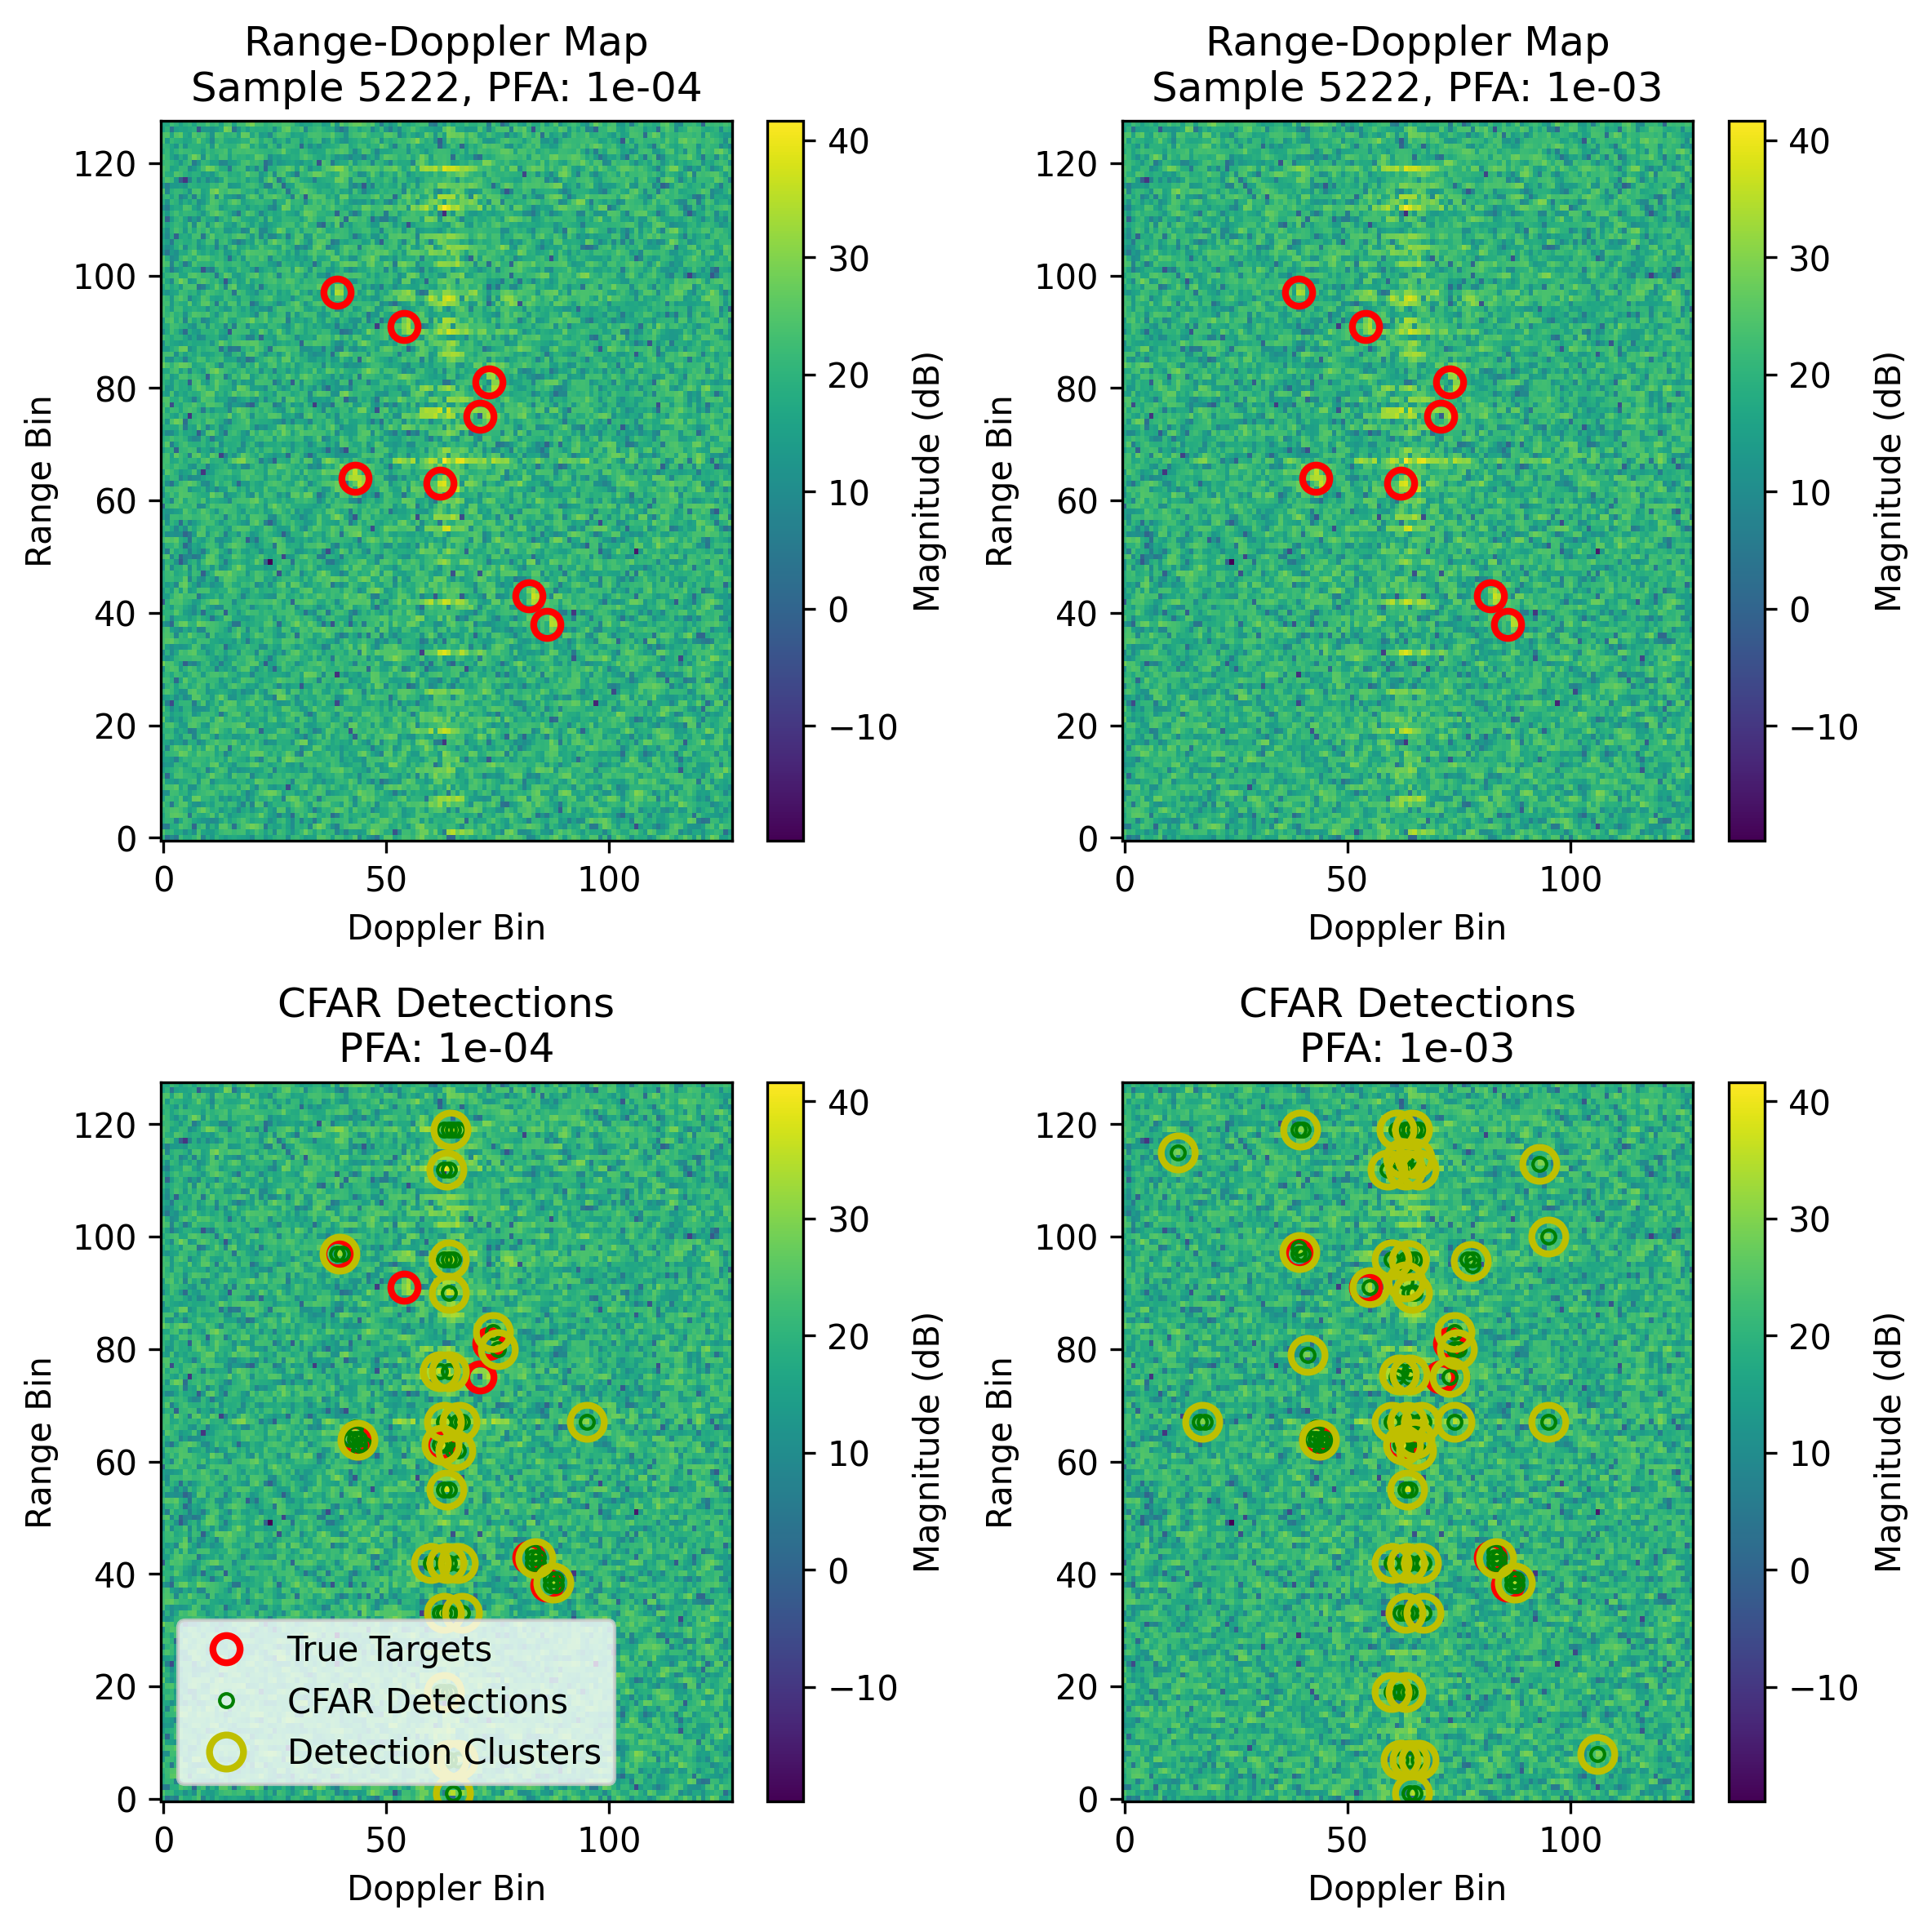 Range-Doppler Map
Sample 5222, PFA: 1e-04
120
100
80
60
40
20
0
0 50 100
Range Bin
Doppler Bin
40
30
20
10
0
−10
Magnitude (dB)
Range-Doppler Map
Sample 5222, PFA: 1e-03
120
100
80
60
40
20
0
0 50 100
Range Bin
Doppler Bin
40
30
20
10
0
−10
Magnitude (dB)
CFAR Detections
PFA: 1e-04
120
100
80
60
40
20
0
0 50 100
Range Bin
Doppler Bin
True Targets
CFAR Detections
Detection Clusters
40
30
20
10
0
−10
Magnitude (dB)
CFAR Detections
PFA: 1e-03
120
100
80
60
40
20
0
0 50 100
Range Bin
Doppler Bin
40
30
20
10
0
−10
Magnitude (dB)